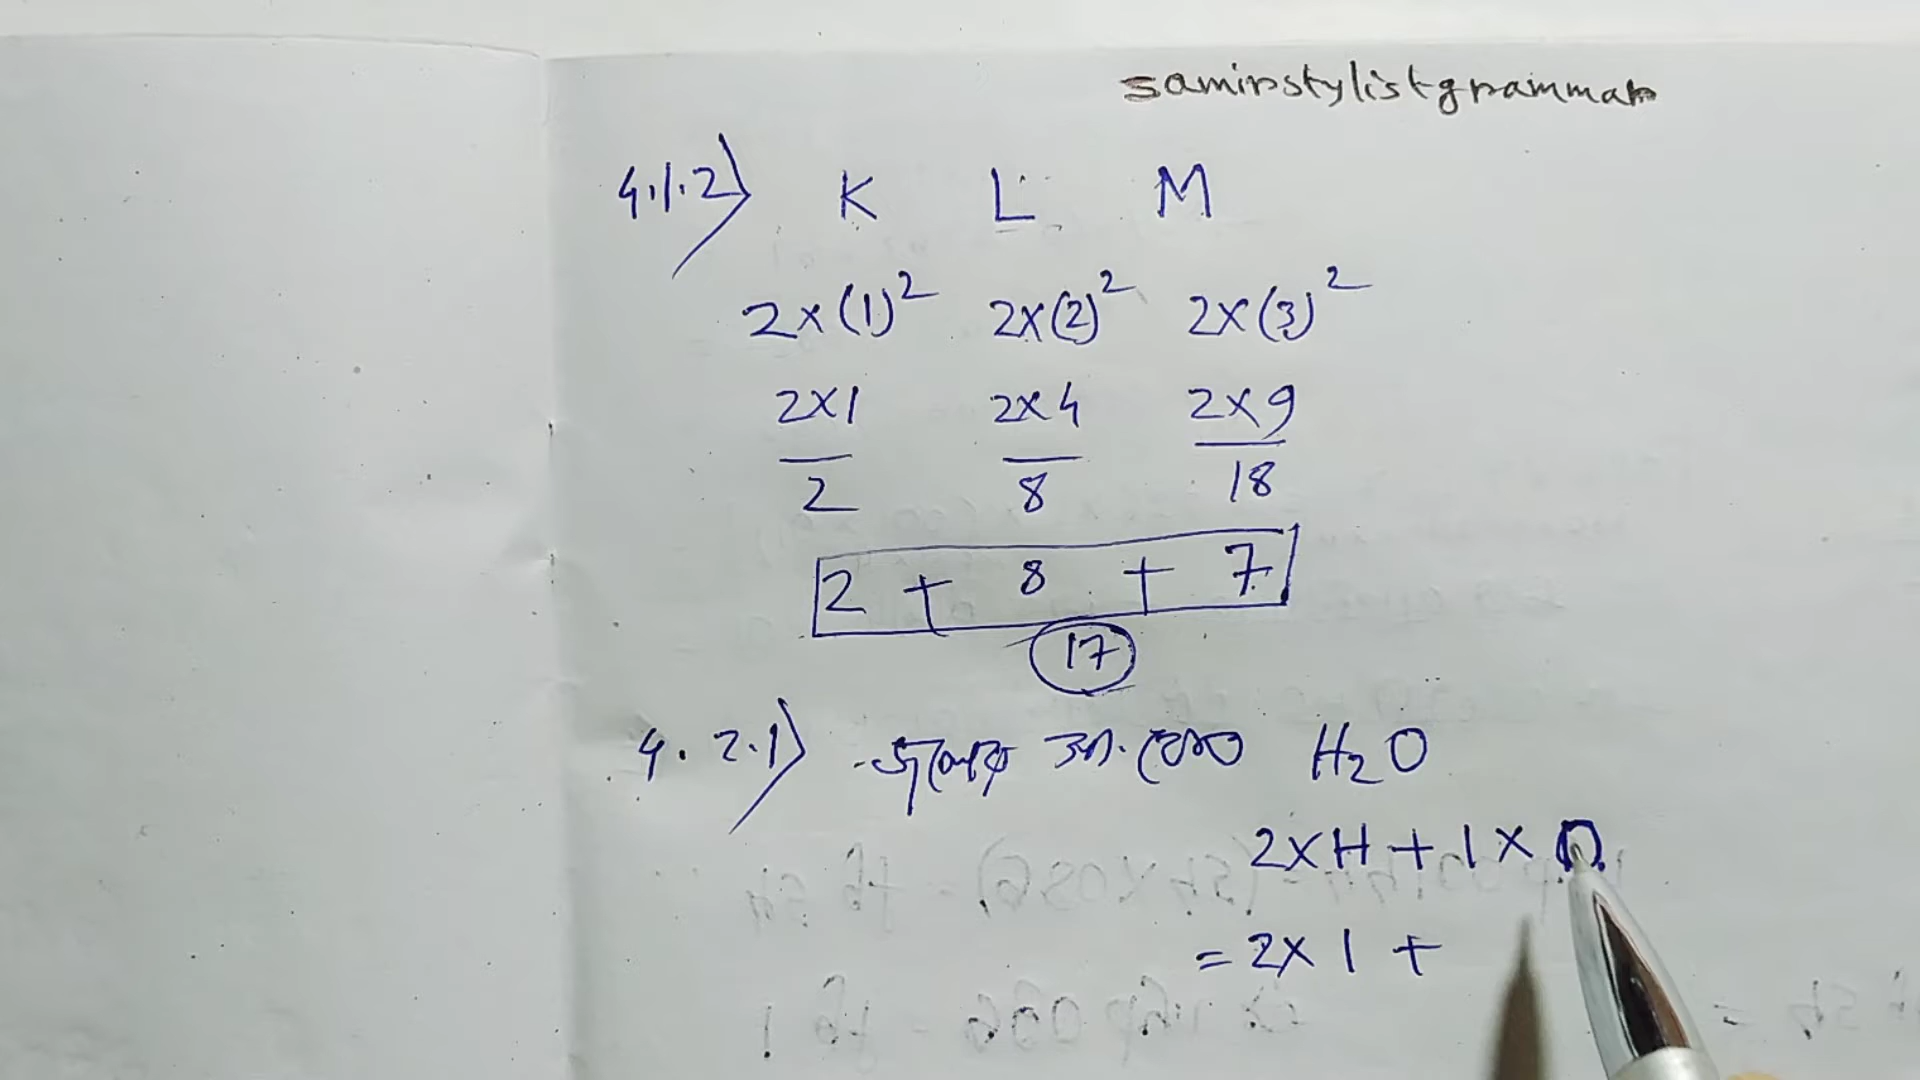 saminstylistgrammar
4.1.2) K L M
2×(1)² 2×(2)² 2×(3)²
2×1 2×4 2×9
2 8 18
2 + 8 + 7
17
4.2.1) H₂O
2×H + 1×O
= 2×1 +